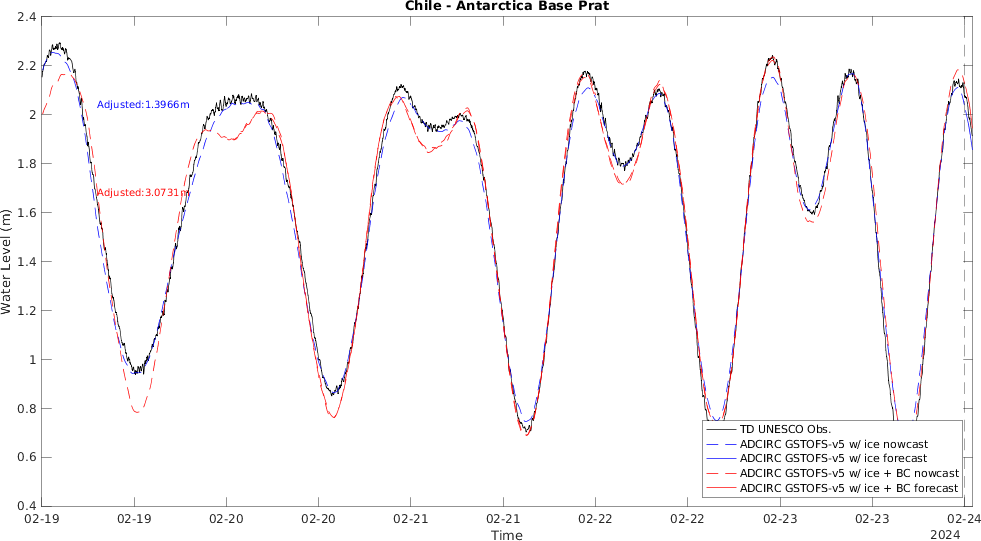 Chile - Antarctica Base Prat
2.4
2.2
2
1.8
1.6
1.4
1.2
1
0.8
0.6
0.4
Water Level (m)
Adjusted:1.3966m
Adjusted:3.0731m
TD UNESCO Obs.
ADCIRC GSTOFS-v5 w/ ice nowcast
ADCIRC GSTOFS-v5 w/ ice forecast
ADCIRC GSTOFS-v5 w/ ice + BC nowcast
ADCIRC GSTOFS-v5 w/ ice + BC forecast
02-19 02-19 02-20 02-20 02-21 02-21 02-22 02-22 02-23 02-23 02-24
Time
2024